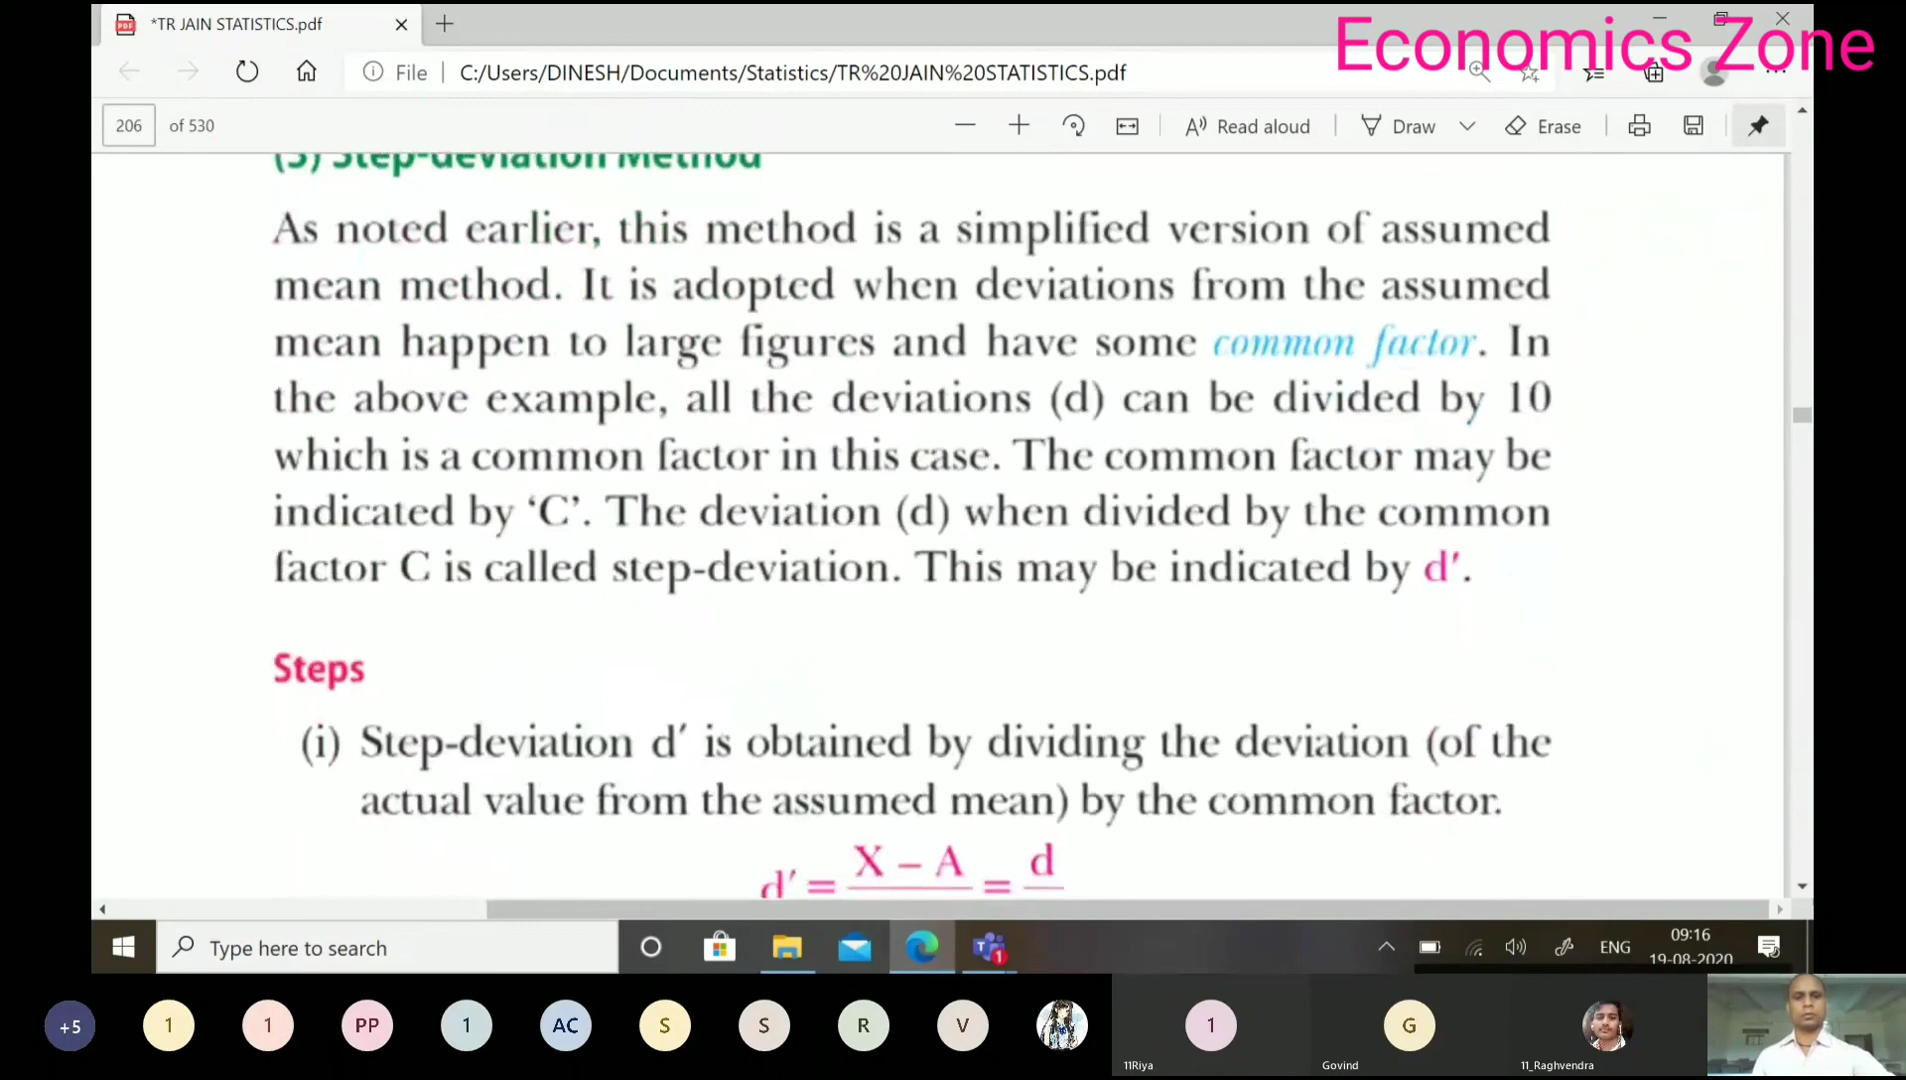 *TR JAIN STATISTICS.pdf
Economics Zone
File
C:/Users/DINESH/Documents/Statistics/TR%20JAIN%20STATISTICS.pdf
206 of 530
Read aloud
Draw
Erase
(3) Step-deviation Method
As noted earlier, this method is a simplified version of assumed
mean method. It is adopted when deviations from the assumed
mean happen to large figures and have some common factor. In
the above example, all the deviations (d) can be divided by 10
which is a common factor in this case. The common factor may be
indicated by ‘C’. The deviation (d) when divided by the common
factor C is called step-deviation. This may be indicated by d′.
Steps
(i) Step-deviation d′ is obtained by dividing the deviation (of the
actual value from the assumed mean) by the common factor.
X – A d
d′ = =
Type here to search
ENG
09:16
19-08-2020
+5 1 1 PP 1 AC S S R V 1 G
11Riya
Govind
11_Raghvendra